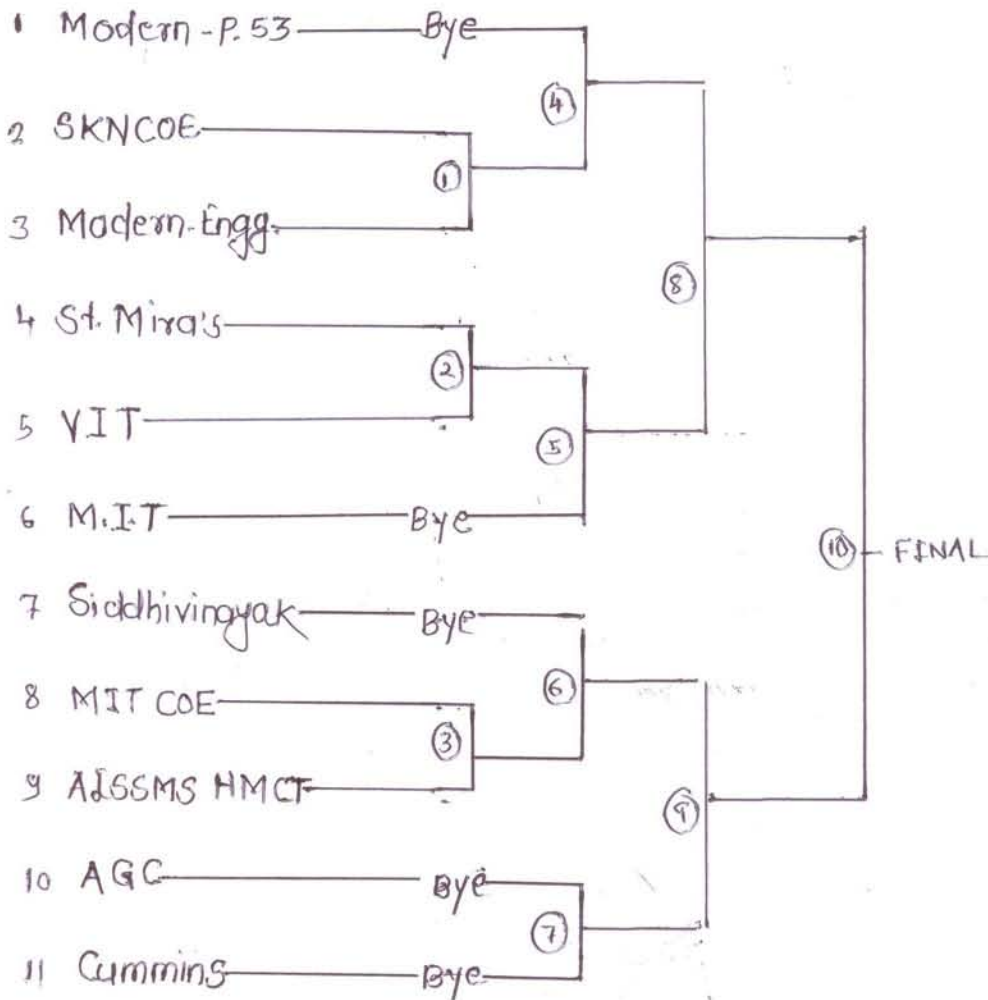 1 Modern-P.53 Bye
④
2 SKNCOE
①
3 Modern-Engg.
⑧
4 St. Mira's
②
5 VIT
⑤
6 M.I.T Bye
⑩ FINAL
7 Siddhivinayak Bye
⑥
8 MIT COE
③
9 AISSMS HMCT
⑨
10 AGC Bye
⑦
11 Cummins Bye